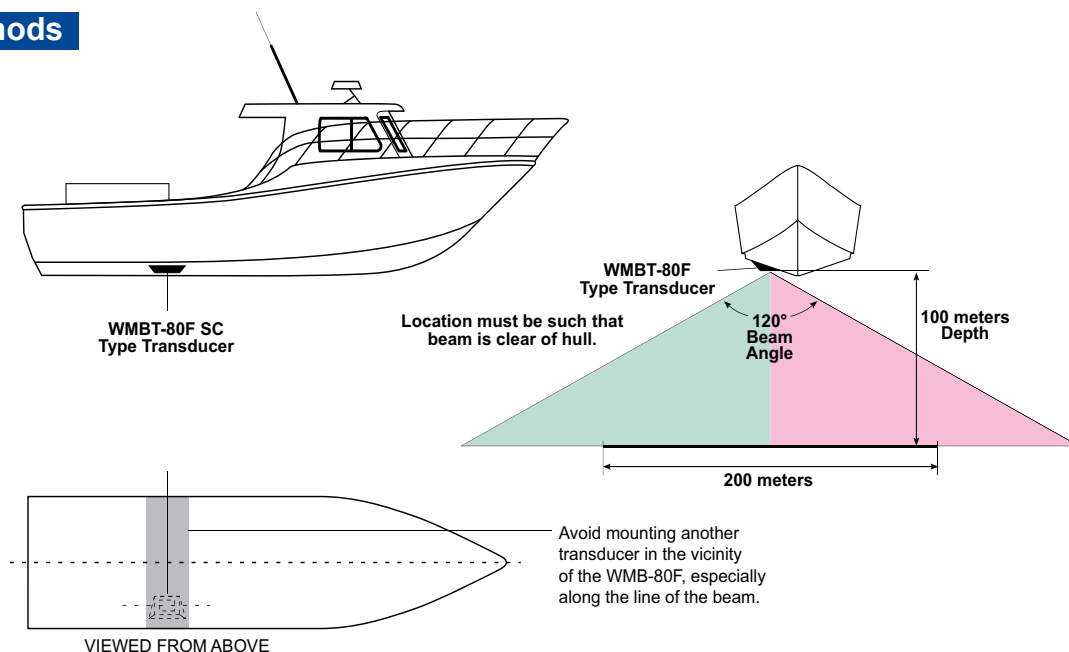 WMBT-80F SC
Type Transducer
Location must be such that
beam is clear of hull.
WMBT-80F
Type Transducer
120°
Beam
Angle
100 meters
Depth
200 meters
Avoid mounting another
transducer in the vicinity
of the WMB-80F, especially
along the line of the beam.
VIEWED FROM ABOVE